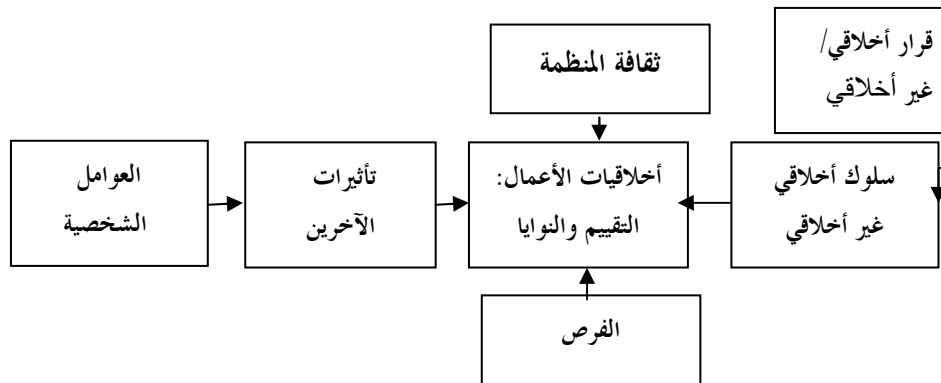 قرار أخلاقي/
غير أخلاقي
ثقافة المنظمة
سلوك أخلاقي
غير أخلاقي
أخلاقيات الأعمال:
التقييم والنوايا
تأثيرات
الآخرين
العوامل
الشخصية
الفرص